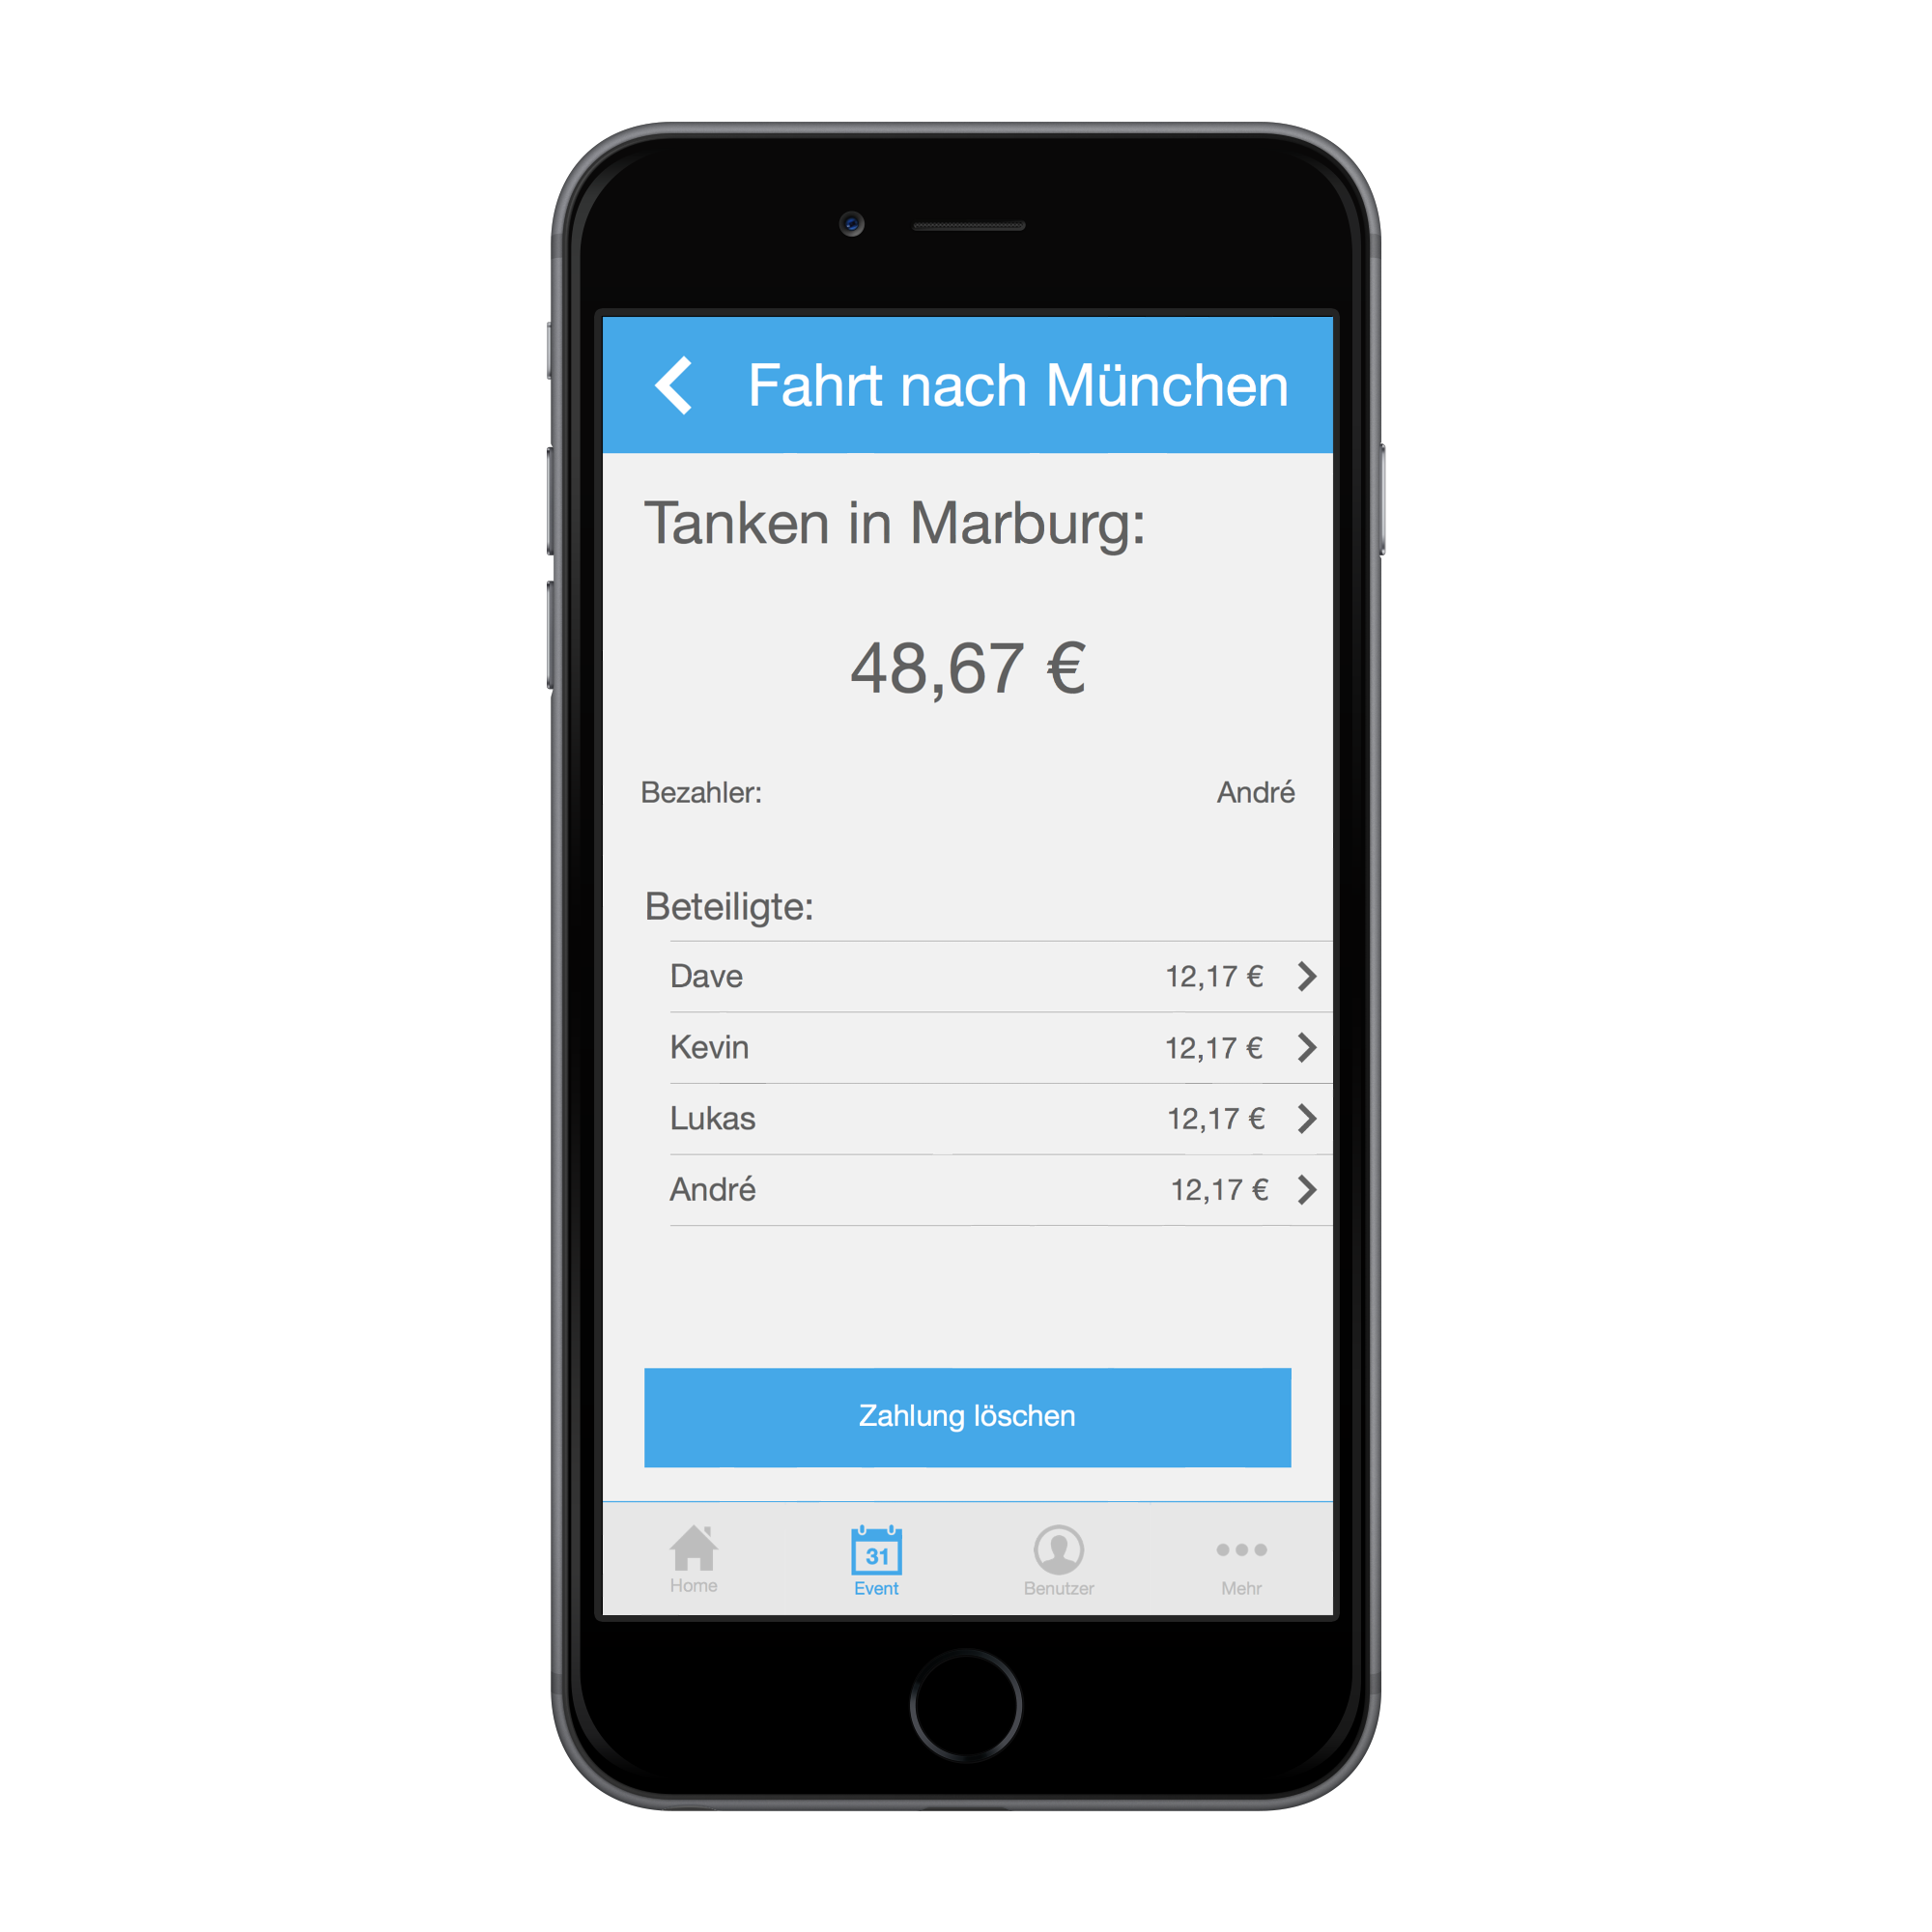 Fahrt nach München
Tanken in Marburg:
48,67 €
Bezahler: André
Beteiligte:
Dave 12,17 €
Kevin 12,17 €
Lukas 12,17 €
André 12,17 €
Zahlung löschen
31
Home Event Benutzer Mehr